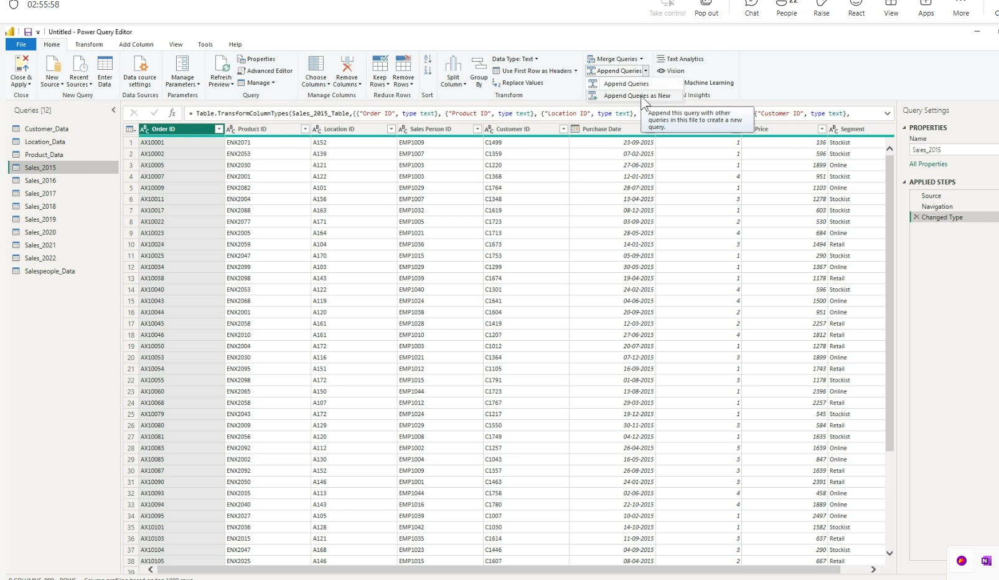 02:55:58
Take control Pop out Chat People 22 Raise React View Apps More
Untitled - Power Query Editor
File Home Transform Add Column View Tools Help
Close & Apply
New Source
Recent Sources
Enter Data
Data source settings
Manage Parameters
Refresh Preview
Properties
Advanced Editor
Manage
Choose Columns
Remove Columns
Keep Rows
Remove Rows
Split Column
Group By
Data Type: Text
Use First Row as Headers
Replace Values
Merge Queries
Append Queries
Append Queries
Append Queries as New
Text Analytics
Vision
Machine Learning
Close New Query Data Sources Parameters Query Manage Columns Reduce Rows Sort Transform l Insights
Append this query with other
queries in this file to create a new
query.
Queries [12]
Customer_Data
Location_Data
Product_Data
Sales_2015
Sales_2016
Sales_2017
Sales_2018
Sales_2019
Sales_2020
Sales_2021
Sales_2022
Salespeople_Data
fx = Table.TransformColumnTypes(Sales_2015_Table,{{"Order ID", type text}, {"Product ID", type text}, {"Location ID", type text}, {"Customer ID", type text},
Order ID Product ID Location ID Sales Person ID Customer ID Purchase Date Price Segment
1 AX10001 ENX2071 A152 EMP1009 C1499 23-09-2015 1 136 Stockist
2 AX10002 ENX2053 A139 EMP1007 C1359 07-02-2015 1 596 Stockist
3 AX10005 ENX2030 A121 EMP1003 C1220 27-06-2015 1 1899 Online
4 AX10007 ENX2001 A122 EMP1003 C1368 12-01-2015 4 951 Stockist
5 AX10009 ENX2082 A101 EMP1029 C1764 28-07-2015 1 1103 Online
6 AX10011 ENX2004 A156 EMP1007 C1348 13-04-2015 3 1278 Stockist
7 AX10017 ENX2088 A163 EMP1032 C1619 08-12-2015 1 603 Stockist
8 AX10022 ENX2077 A171 EMP1005 C1723 03-09-2015 2 530 Stockist
9 AX10023 ENX2005 A164 EMP1021 C1713 28-05-2015 4 684 Online
10 AX10024 ENX2059 A104 EMP1036 C1673 14-01-2015 3 1494 Retail
11 AX10025 ENX2047 A170 EMP1015 C1753 05-09-2015 1 290 Stockist
12 AX10034 ENX2099 A103 EMP1029 C1299 30-05-2015 1 1367 Online
13 AX10038 ENX2098 A143 EMP1039 C1674 19-04-2015 1 1178 Retail
14 AX10040 ENX2053 A122 EMP1040 C1301 24-02-2015 4 596 Stockist
15 AX10043 ENX2068 A119 EMP1024 C1641 04-06-2015 4 1500 Online
16 AX10044 ENX2001 A120 EMP1038 C1604 20-09-2015 2 951 Online
17 AX10045 ENX2058 A161 EMP1028 C1419 12-03-2015 2 2257 Retail
18 AX10046 ENX2010 A161 EMP1010 C1207 27-06-2015 4 1812 Retail
19 AX10050 ENX2004 A172 EMP1003 C1012 20-07-2015 1 1278 Retail
20 AX10053 ENX2030 A116 EMP1021 C1364 07-12-2015 3 1899 Online
21 AX10054 ENX2095 A151 EMP1012 C1105 16-09-2015 1 1743 Retail
22 AX10055 ENX2098 A172 EMP1015 C1791 01-08-2015 3 1178 Stockist
23 AX10060 ENX2065 A150 EMP1044 C1723 13-08-2015 1 2396 Online
24 AX10068 ENX2058 A107 EMP1012 C1767 29-03-2015 1 2257 Retail
25 AX10079 ENX2043 A172 EMP1024 C1217 19-12-2015 1 545 Stockist
26 AX10080 ENX2009 A129 EMP1029 C1550 30-11-2015 3 584 Retail
27 AX10081 ENX2056 A120 EMP1008 C1749 04-12-2015 1 1635 Stockist
28 AX10083 ENX2092 A112 EMP1002 C1257 26-04-2015 3 1639 Online
29 AX10085 ENX2002 A130 EMP1004 C1043 16-05-2015 3 847 Online
30 AX10087 ENX2092 A152 EMP1009 C1357 26-08-2015 3 1639 Retail
31 AX10090 ENX2050 A146 EMP1001 C1463 24-01-2015 3 2391 Retail
32 AX10093 ENX2035 A113 EMP1044 C1758 02-06-2015 4 458 Online
33 AX10094 ENX2040 A143 EMP1016 C1780 22-10-2015 4 1889 Online
34 AX10095 ENX2027 A105 EMP1039 C1007 10-02-2015 1 2497 Online
35 AX10101 ENX2036 A128 EMP1042 C1030 14-10-2015 1 1582 Stockist
36 AX10103 ENX2015 A121 EMP1035 C1614 11-09-2015 3 637 Retail
37 AX10104 ENX2047 A168 EMP1023 C1446 04-09-2015 3 290 Stockist
38 AX10105 ENX2025 A146 EMP1015 C1607 08-04-2015 2 667 Retail
39
Query Settings
PROPERTIES
Name
Sales_2015
All Properties
APPLIED STEPS
Source
Navigation
Changed Type